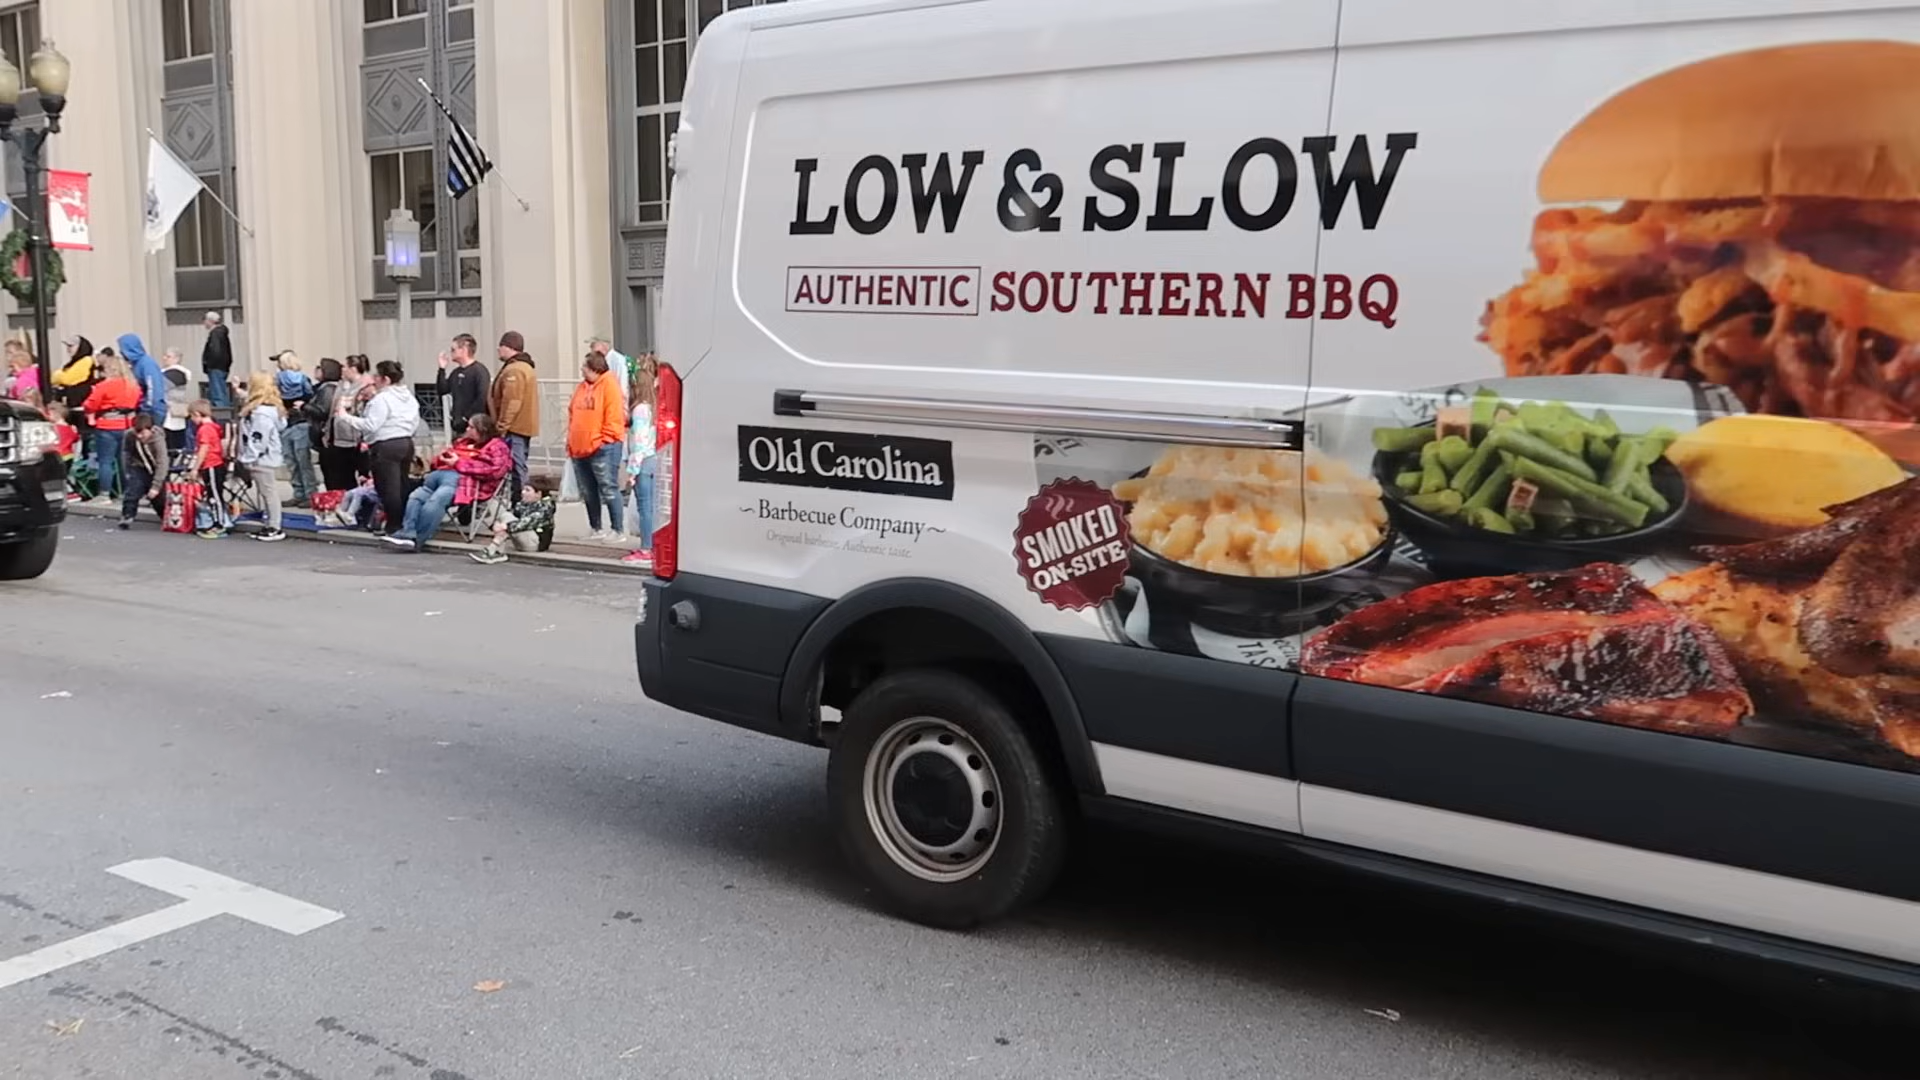 LOW & SLOW
AUTHENTIC SOUTHERN BBQ
Old Carolina
~Barbecue Company~
Original barbecue. Authentic taste.
SMOKED
ON-SITE